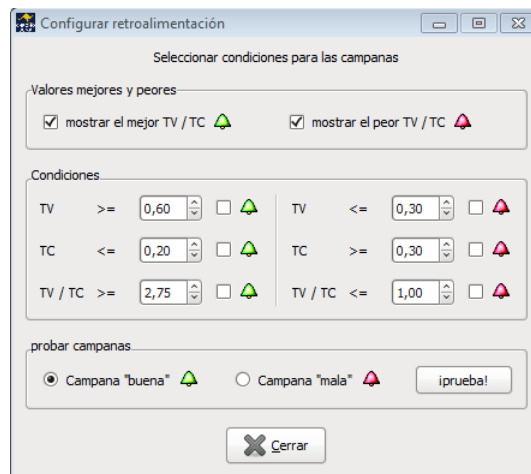 Configurar retroalimentación
Seleccionar condiciones para las campanas
Valores mejores y peores
mostrar el mejor TV / TC
mostrar el peor TV / TC
Condiciones
TV >= 0,60 TV <= 0,30
TC <= 0,20 TC >= 0,30
TV / TC >= 2,75 TV / TC <= 1,00
probar campanas
Campana "buena" Campana "mala" ¡prueba!
Cerrar